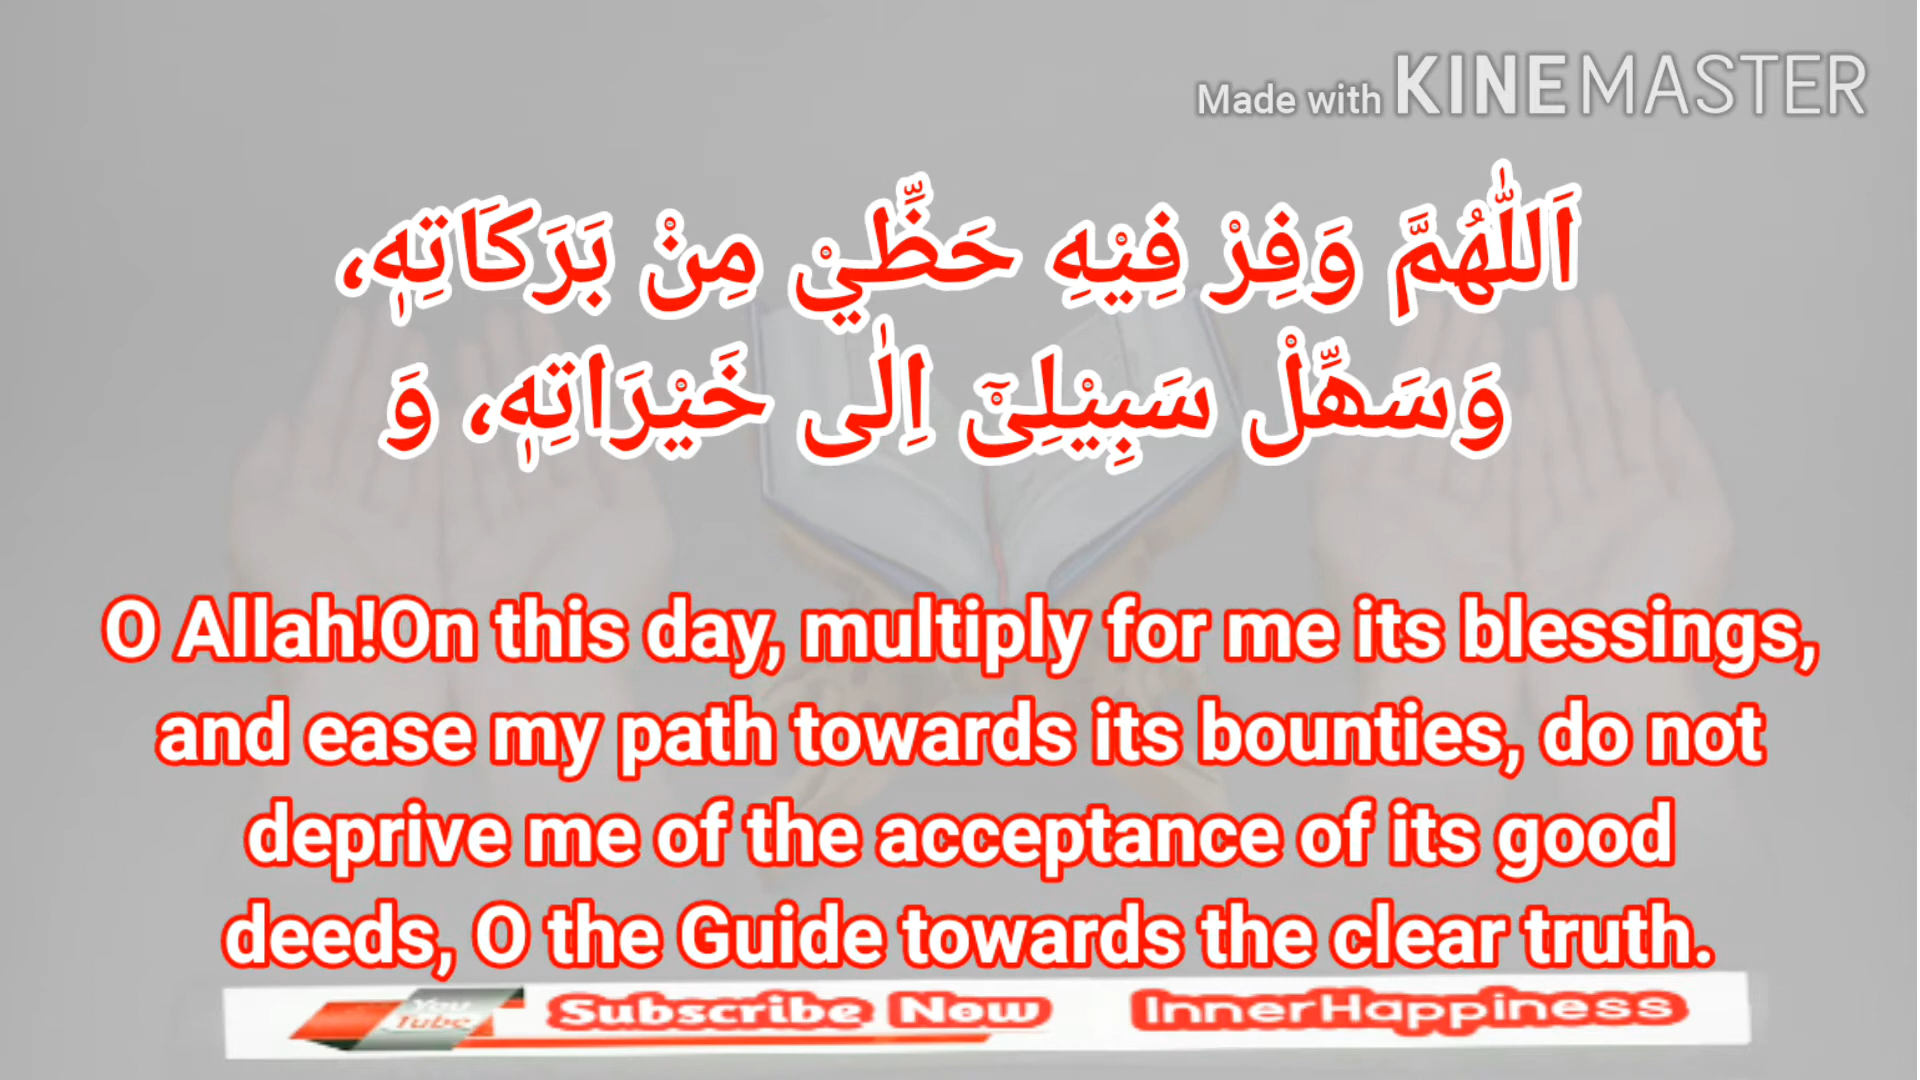 Made with KINEMASTER
اَللّٰهُمَّ وَفِرْ فِيْهِ حَظِّيْ مِنْ بَرَكَاتِهٖ،
وَسَهِّلْ سَبِيْلِىْٓ اِلٰى خَيْرَاتِهٖ، وَ
O Allah!On this day, multiply for me its blessings,
and ease my path towards its bounties, do not
deprive me of the acceptance of its good
deeds, O the Guide towards the clear truth.
You
Tube
Subscribe Now InnerHappiness